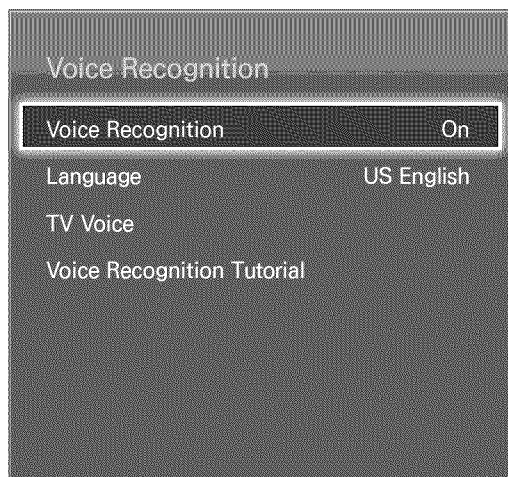 Voice Recognition
Voice Recognition On
Language US English
TV Voice
Voice Recognition Tutorial